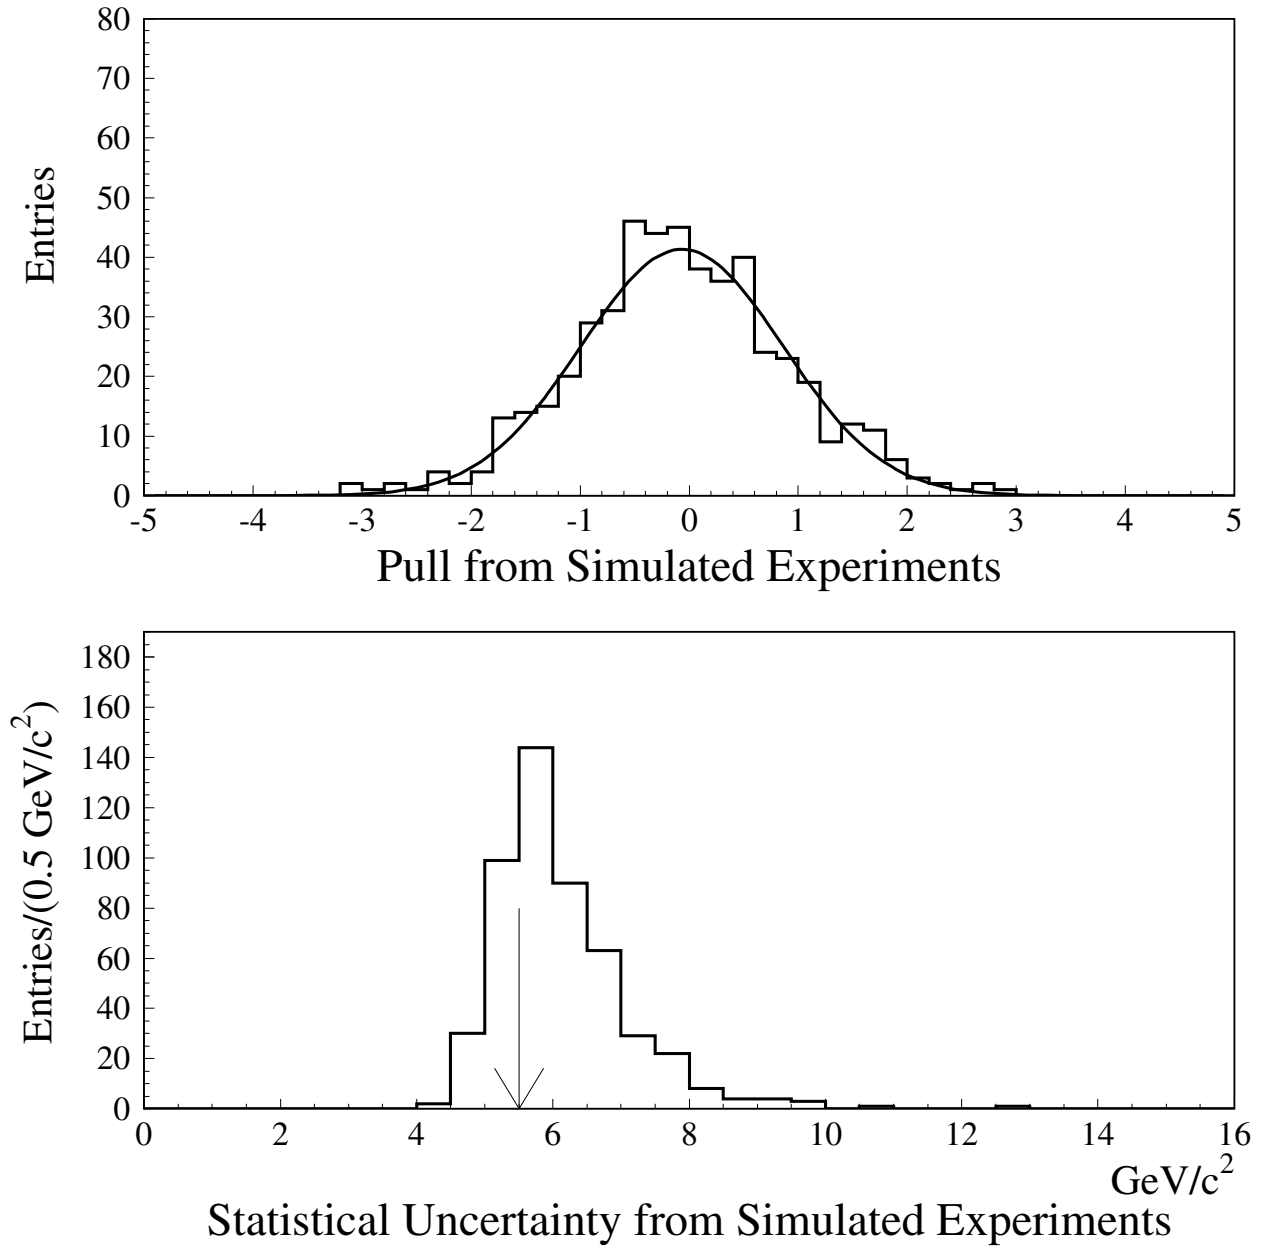 80
70
60
50
40
30
20
10
0
Entries
-5 -4 -3 -2 -1 0 1 2 3 4 5
Pull from Simulated Experiments
180
160
140
120
100
80
60
40
20
0
Entries/(0.5 GeV/c²)
0 2 4 6 8 10 12 14 16
GeV/c²
Statistical Uncertainty from Simulated Experiments